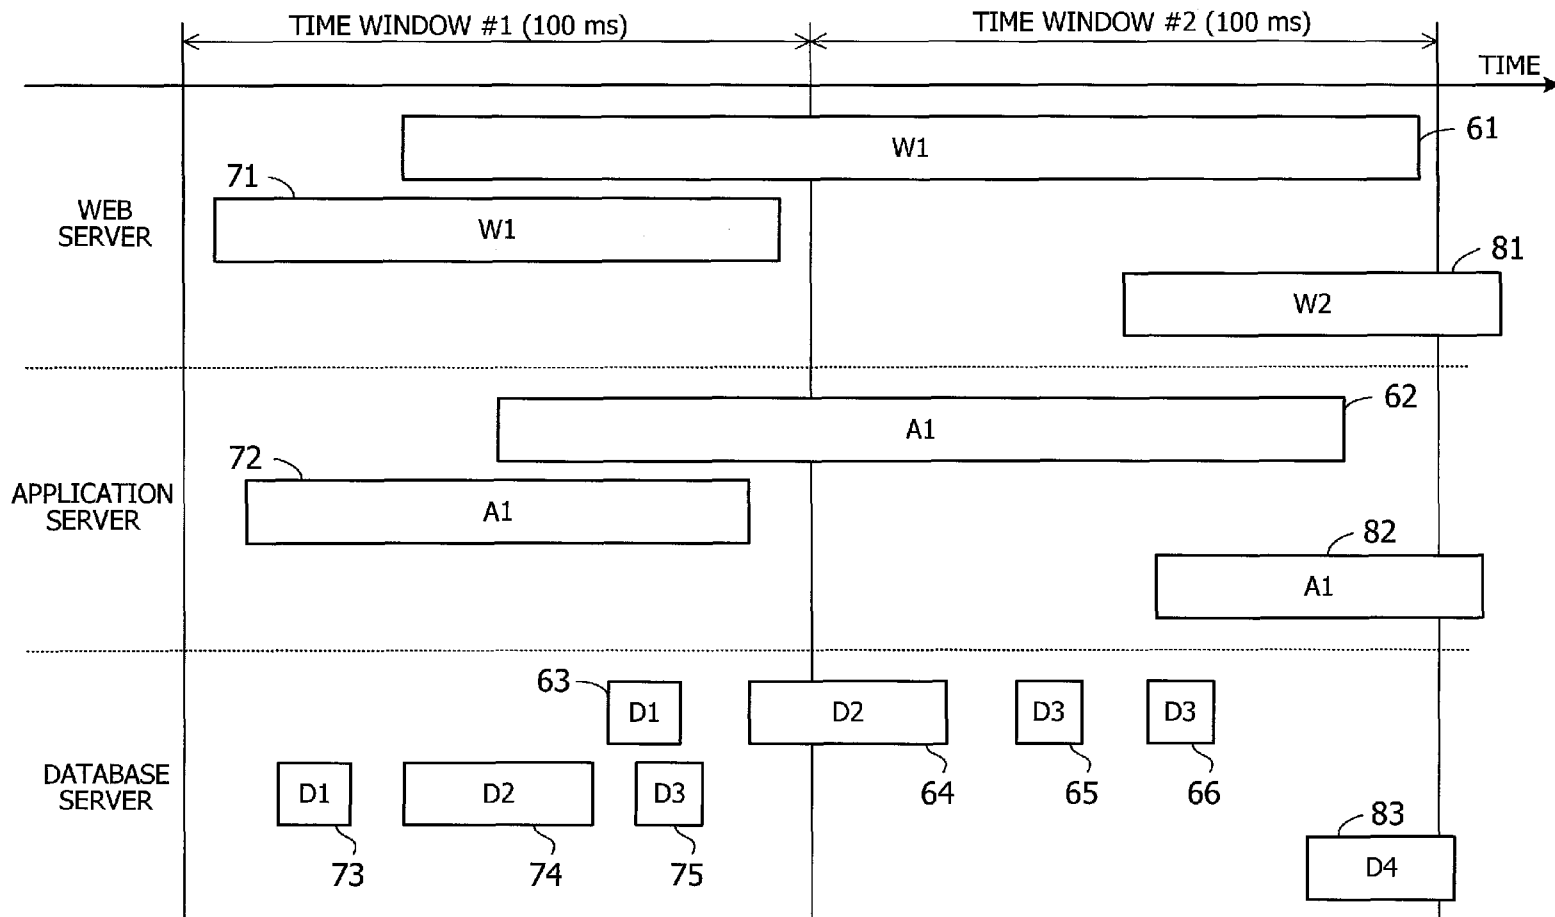 TIME WINDOW #1 (100 ms)
TIME WINDOW #2 (100 ms)
TIME
W1
61
71
WEB
SERVER
W1
81
W2
62
A1
72
APPLICATION
SERVER
A1
82
A1
63
D1
D2
D3
D3
64
65
66
DATABASE
SERVER
D1
D2
D3
73
74
75
83
D4